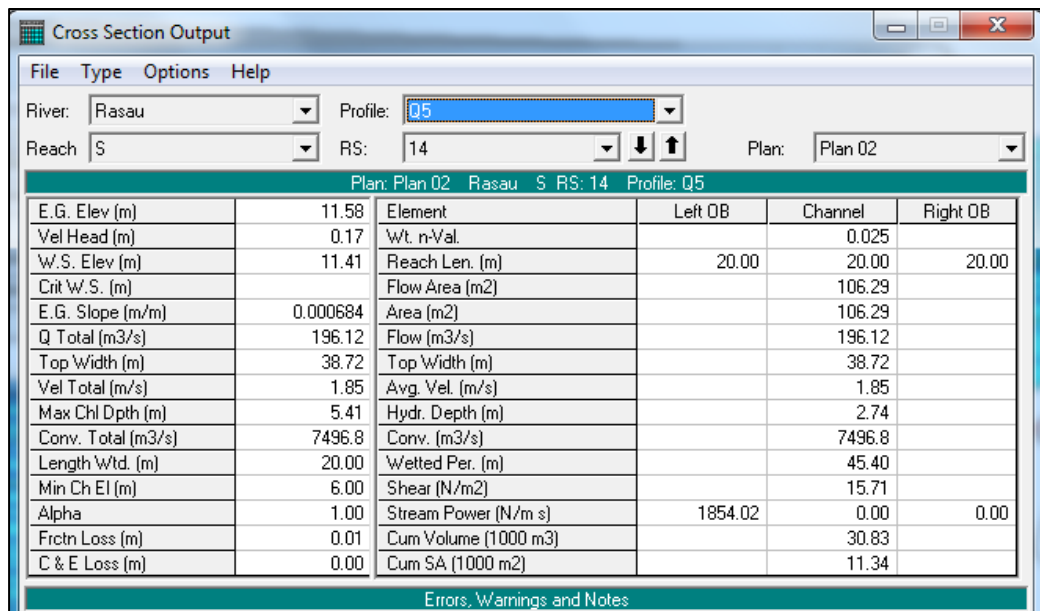 Cross Section Output
File Type Options Help
River: Rasau Profile: Q5
Reach S RS: 14 Plan: Plan 02
Plan: Plan 02 Rasau S RS: 14 Profile: Q5
E.G. Elev (m) 11.58 Element Left OB Channel Right OB
Vel Head (m) 0.17 Wt. n-Val. 0.025
W.S. Elev (m) 11.41 Reach Len. (m) 20.00 20.00 20.00
Crit W.S. (m) Flow Area (m2) 106.29
E.G. Slope (m/m) 0.000684 Area (m2) 106.29
Q Total (m3/s) 196.12 Flow (m3/s) 196.12
Top Width (m) 38.72 Top Width (m) 38.72
Vel Total (m/s) 1.85 Avg. Vel. (m/s) 1.85
Max Chl Dpth (m) 5.41 Hydr. Depth (m) 2.74
Conv. Total (m3/s) 7496.8 Conv. (m3/s) 7496.8
Length Wtd. (m) 20.00 Wetted Per. (m) 45.40
Min Ch El (m) 6.00 Shear (N/m2) 15.71
Alpha 1.00 Stream Power (N/m s) 1854.02 0.00 0.00
Frctn Loss (m) 0.01 Cum Volume (1000 m3) 30.83
C & E Loss (m) 0.00 Cum SA (1000 m2) 11.34
Errors, Warnings and Notes